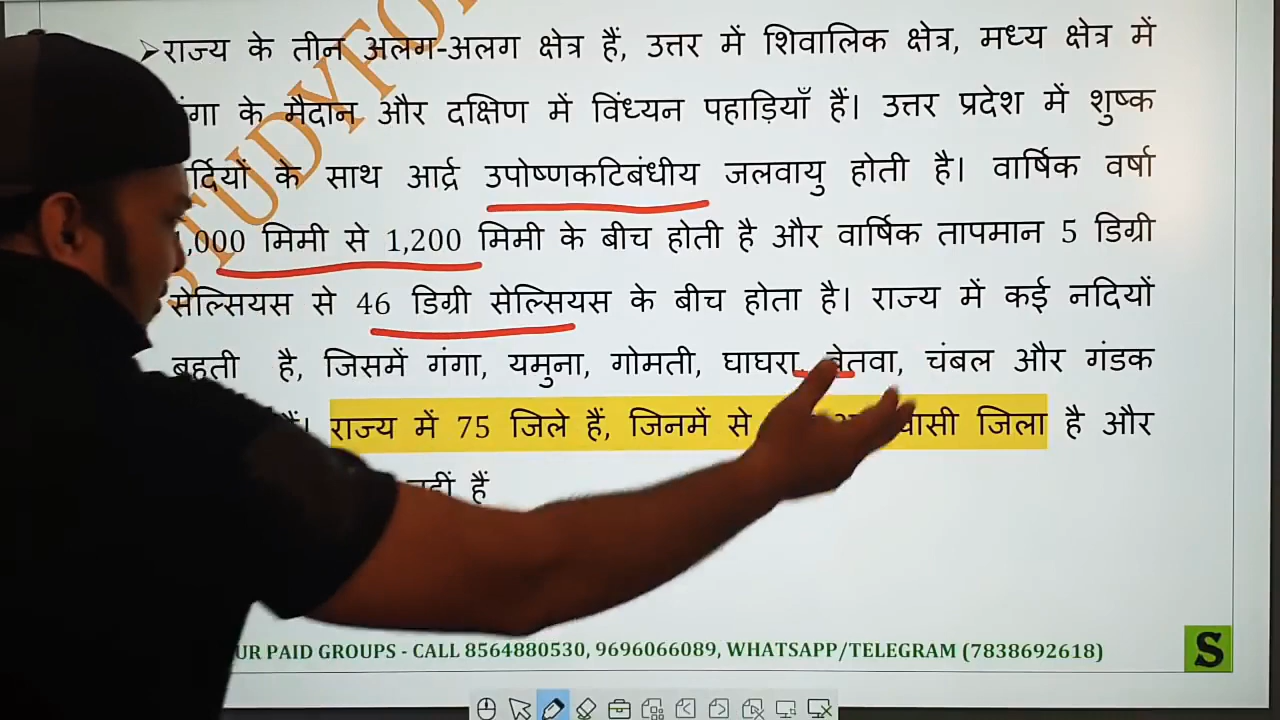 ➢राज्य के तीन अलग-अलग क्षेत्र हैं, उत्तर में शिवालिक क्षेत्र, मध्य क्षेत्र में
के मैदान और दक्षिण में विंध्यन पहाड़ियाँ हैं। उत्तर प्रदेश में शुष्क
के साथ आर्द्र उपोष्णकटिबंधीय जलवायु होती है। वार्षिक वर्षा
मिमी से 1,200 मिमी के बीच होती है और वार्षिक तापमान 5 डिग्री
सेल्सियस से 46 डिग्री सेल्सियस के बीच होता है। राज्य में कई नदियों
बहती है, जिसमें गंगा, यमुना, गोमती, घाघरा, बेतवा, चंबल और गंडक
राज्य में 75 जिले हैं, जिनमें से जिला है और
नहीं हैं
PAID GROUPS - CALL 8564880530, 9696066089, WHATSAPP/TELEGRAM (7838692618)
S